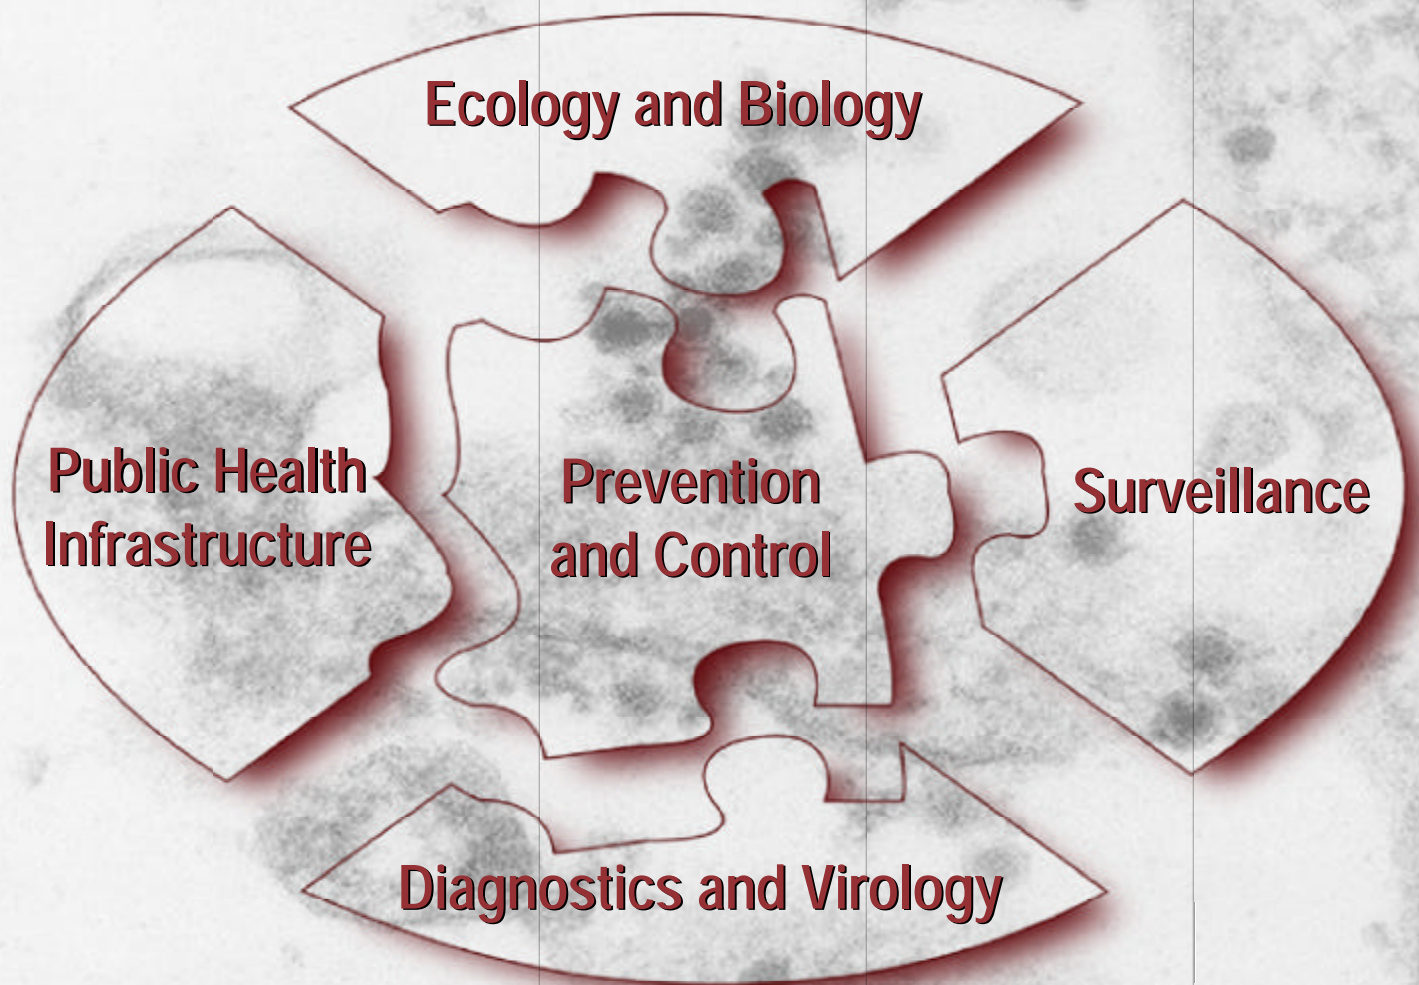 Ecology and Biology
Public Health
Infrastructure
Prevention
and Control
Surveillance
Diagnostics and Virology